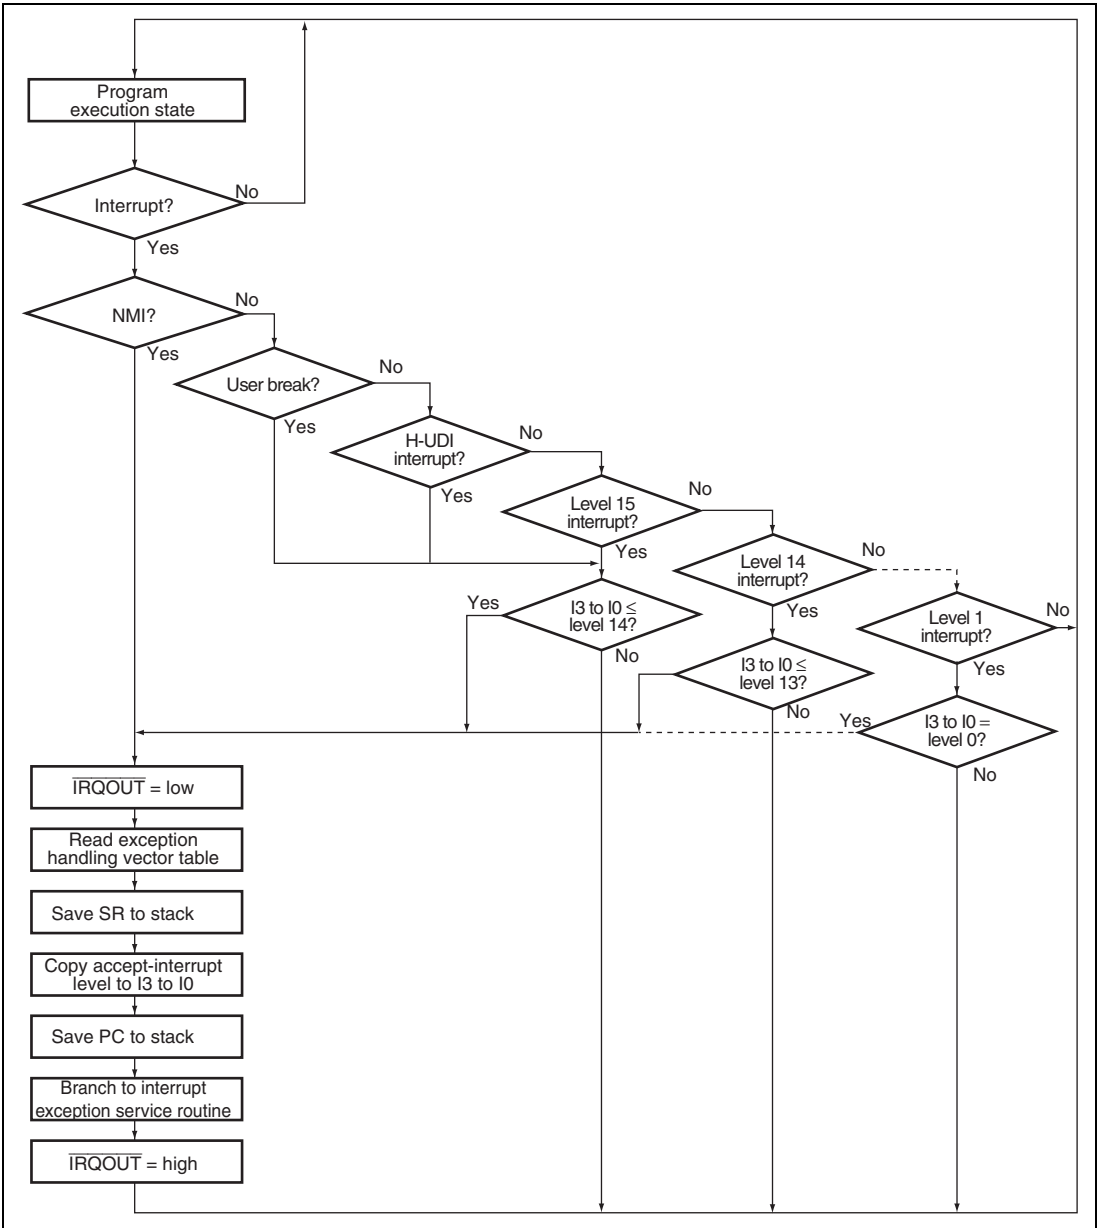 Program
execution state
Interrupt?
No
Yes
NMI?
No
Yes
User break?
No
Yes
H-UDI
interrupt?
No
Yes
Level 15
interrupt?
No
Yes
Level 14
interrupt?
No
Yes
Level 1
interrupt?
No
Yes
I3 to I0 ≦
level 14?
Yes
No
I3 to I0 ≦
level 13?
No
I3 to I0 =
level 0?
Yes
No
IRQOUT = low
Read exception
handling vector table
Save SR to stack
Copy accept-interrupt
level to I3 to I0
Save PC to stack
Branch to interrupt
exception service routine
IRQOUT = high